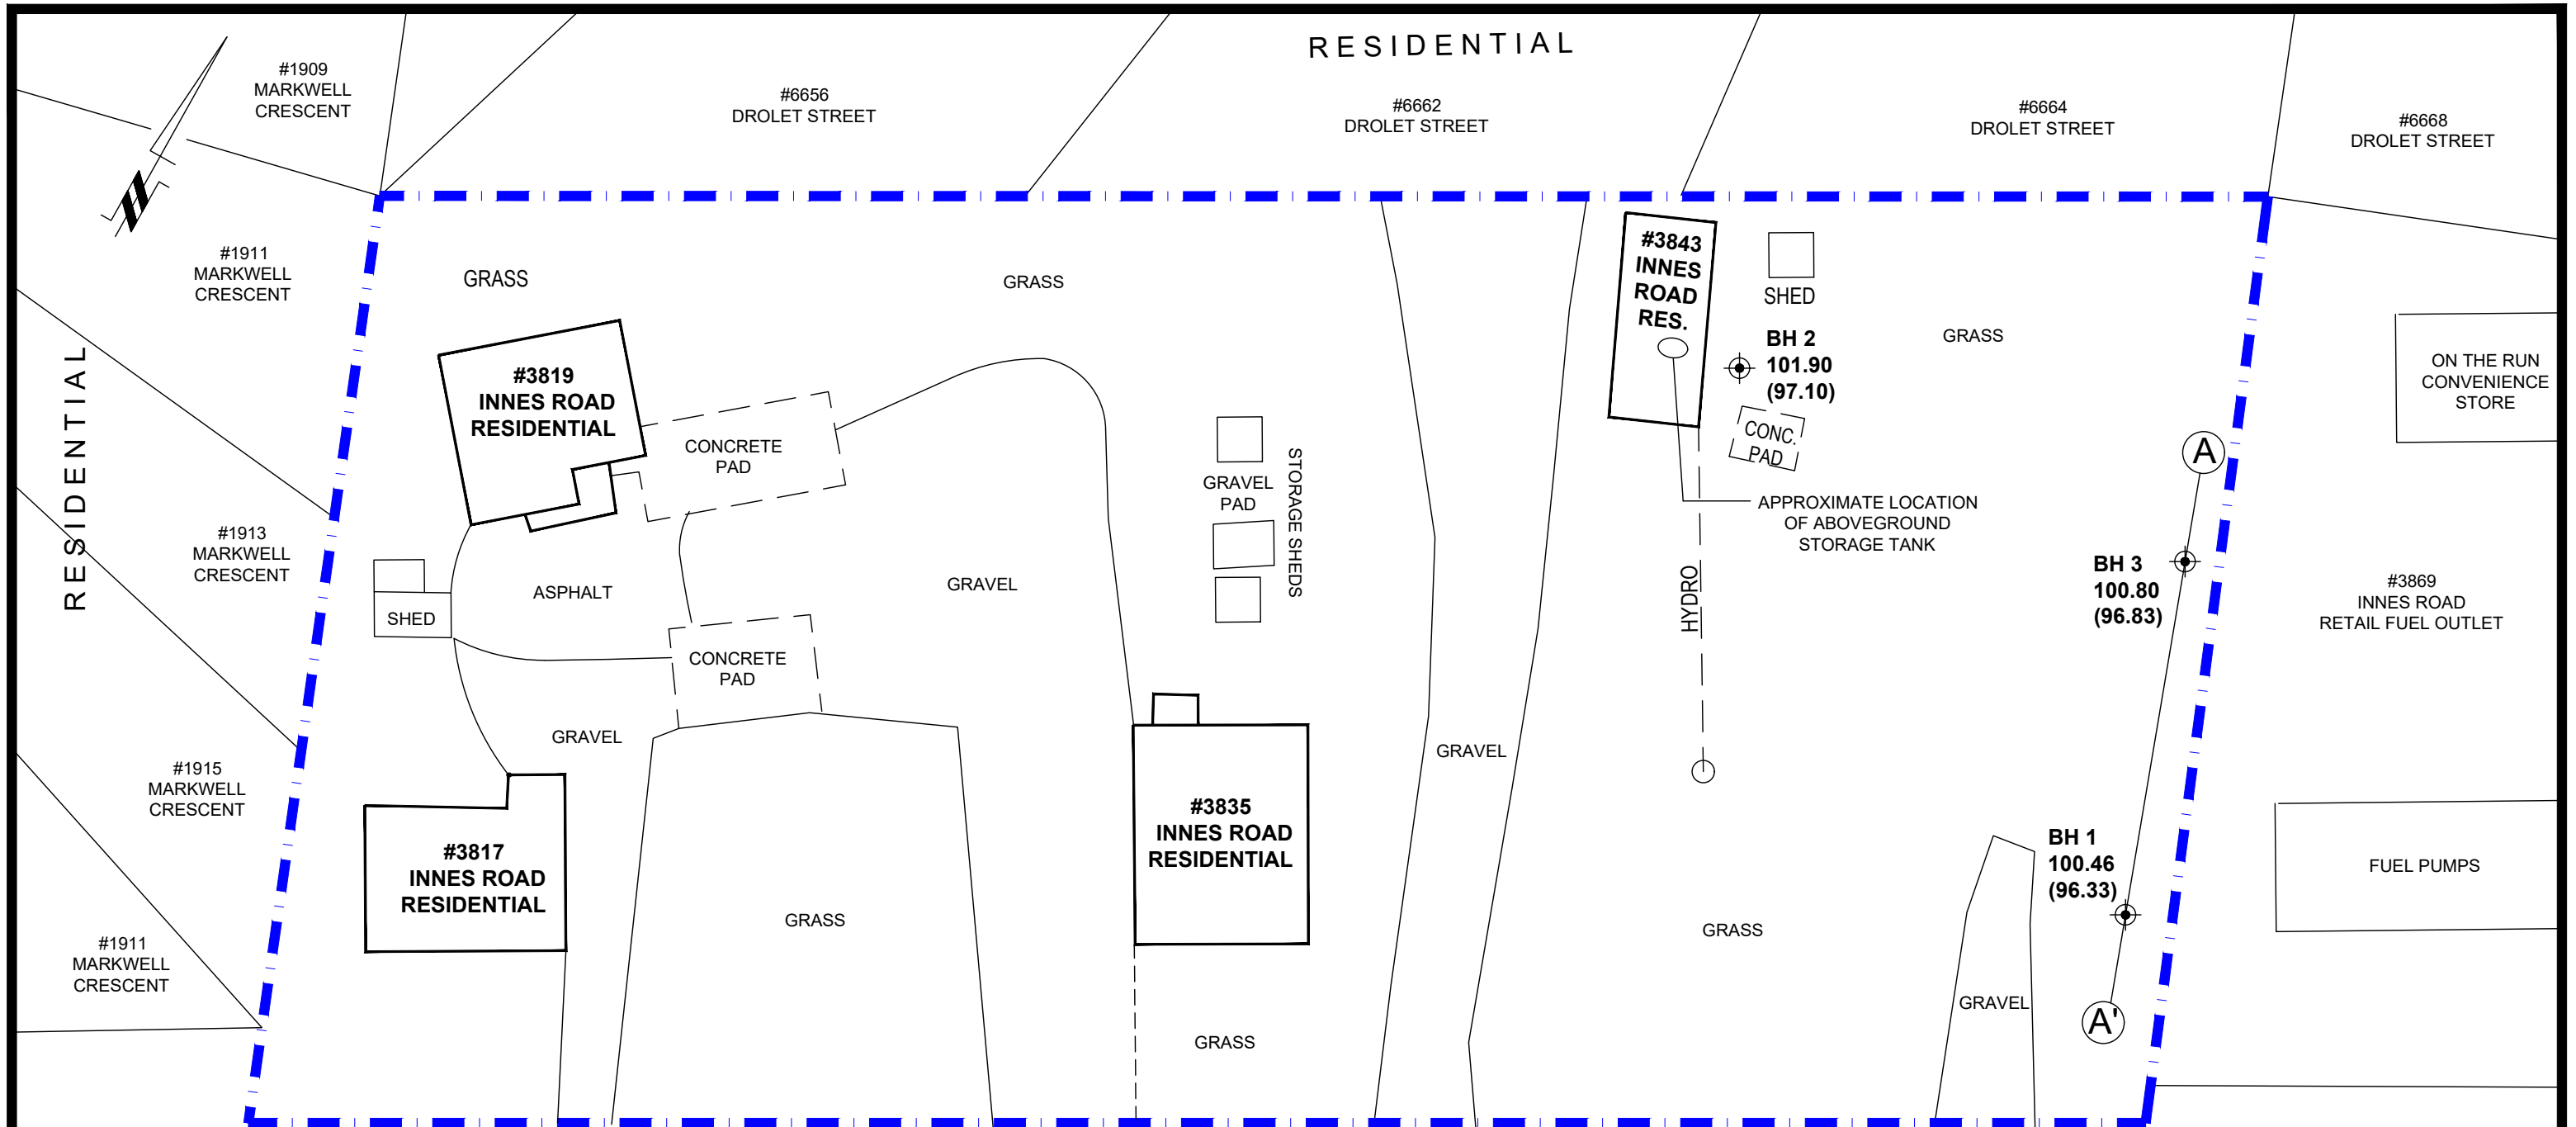 RESIDENTIAL
#1909
MARKWELL
CRESCENT
#6656
DROLET STREET
#6662
DROLET STREET
#6664
DROLET STREET
#6668
DROLET STREET
#1911
MARKWELL
CRESCENT
GRASS
GRASS
#3843
INNES
ROAD
RES.
SHED
GRASS
BH 2
101.90
(97.10)
ON THE RUN
CONVENIENCE
STORE
RESIDENTIAL
#3819
INNES ROAD
RESIDENTIAL
CONCRETE
PAD
GRAVEL
PAD
STORAGE SHEDS
CONC.
PAD
A
APPROXIMATE LOCATION
OF ABOVEGROUND
STORAGE TANK
#1913
MARKWELL
CRESCENT
SHED
ASPHALT
GRAVEL
HYDRO
BH 3
100.80
(96.83)
#3869
INNES ROAD
RETAIL FUEL OUTLET
CONCRETE
PAD
GRAVEL
GRAVEL
#1915
MARKWELL
CRESCENT
#3817
INNES ROAD
RESIDENTIAL
#3835
INNES ROAD
RESIDENTIAL
BH 1
100.46
(96.33)
FUEL PUMPS
GRASS
GRASS
#1911
MARKWELL
CRESCENT
GRAVEL
A'
GRASS